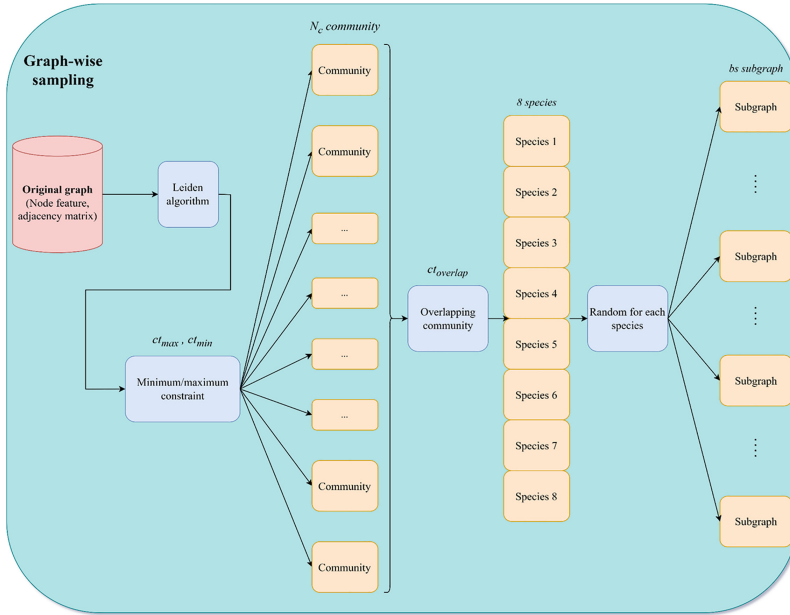 Graph-wise
sampling
Original graph
(Node feature,
adjacency matrix)
Leiden
algorithm
ct_max , ct_min
Minimum/maximum
constraint
N_c community
Community
Community
...
...
...
...
Community
Community
ct_overlap
Overlapping
community
8 species
Species 1
Species 2
Species 3
Species 4
Species 5
Species 6
Species 7
Species 8
Random for each
species
bs subgraph
Subgraph
Subgraph
Subgraph
Subgraph